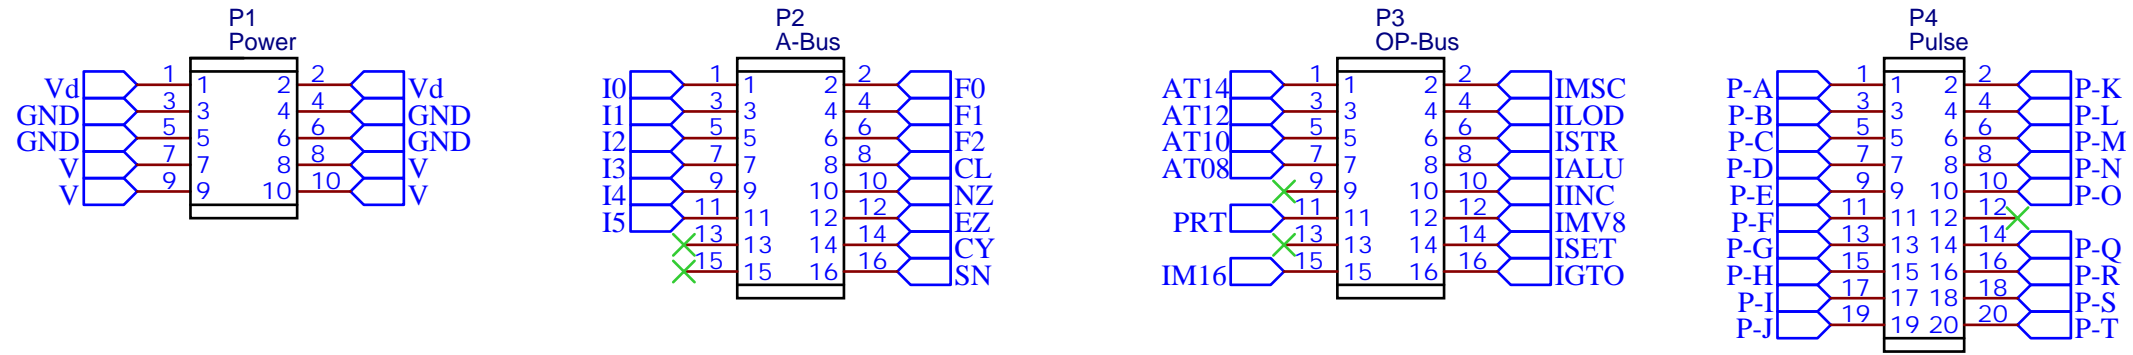 P1
Power
Vd 1 1 2 2 Vd
GND 3 3 4 4 GND
GND 5 5 6 6 GND
V 7 7 8 8 V
V 9 9 10 10 V
P2
A-Bus
I0 1 1 2 2 F0
I1 3 3 4 4 F1
I2 5 5 6 6 F2
I3 7 7 8 8 CL
I4 9 9 10 10 NZ
I5 11 11 12 12 EZ
13 13 14 14 CY
15 15 16 16 SN
P3
OP-Bus
AT14 1 1 2 2 IMSC
AT12 3 3 4 4 ILOD
AT10 5 5 6 6 ISTR
AT08 7 7 8 8 IALU
9 9 10 10 IINC
PRT 11 11 12 12 IMV8
13 13 14 14 ISET
IM16 15 15 16 16 IGTO
P4
Pulse
P-A 1 1 2 2 P-K
P-B 3 3 4 4 P-L
P-C 5 5 6 6 P-M
P-D 7 7 8 8 P-N
P-E 9 9 10 10 P-O
P-F 11 11 12 12
P-G 13 13 14 14 P-Q
P-H 15 15 16 16 P-R
P-I 17 17 18 18 P-S
P-J 19 19 20 20 P-T